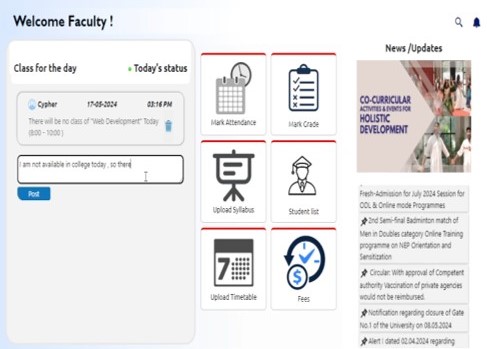 Welcome Faculty !
Class for the day
Today's status
Cypher 17-05-2024 03:16 PM
There will be no class of "Web Development" Today
(8:00 - 10:00 )
I am not available in college today , so there
Post
Mark Attendance
Mark Grade
Upload Syllabus
Student list
7
Upload Timetable
$
Fees
News /Updates
CO-CURRICULAR
ACTIVITIES & EVENTS FOR
HOLISTIC
DEVELOPMENT
Fresh-Admission for July 2024 Session for
ODL & Online mode Programmes
2nd Semi-final Badminton match of
Men in Doubles category Online Training
programme on NEP Orientation and
Sensitization
Circular: With approval of Competent
authority Vaccination of private agencies
would not be reimbursed.
Notification regarding closure of Gate
No.1 of the University on 08.05.2024
Alert I dated 02.04.2024 regarding